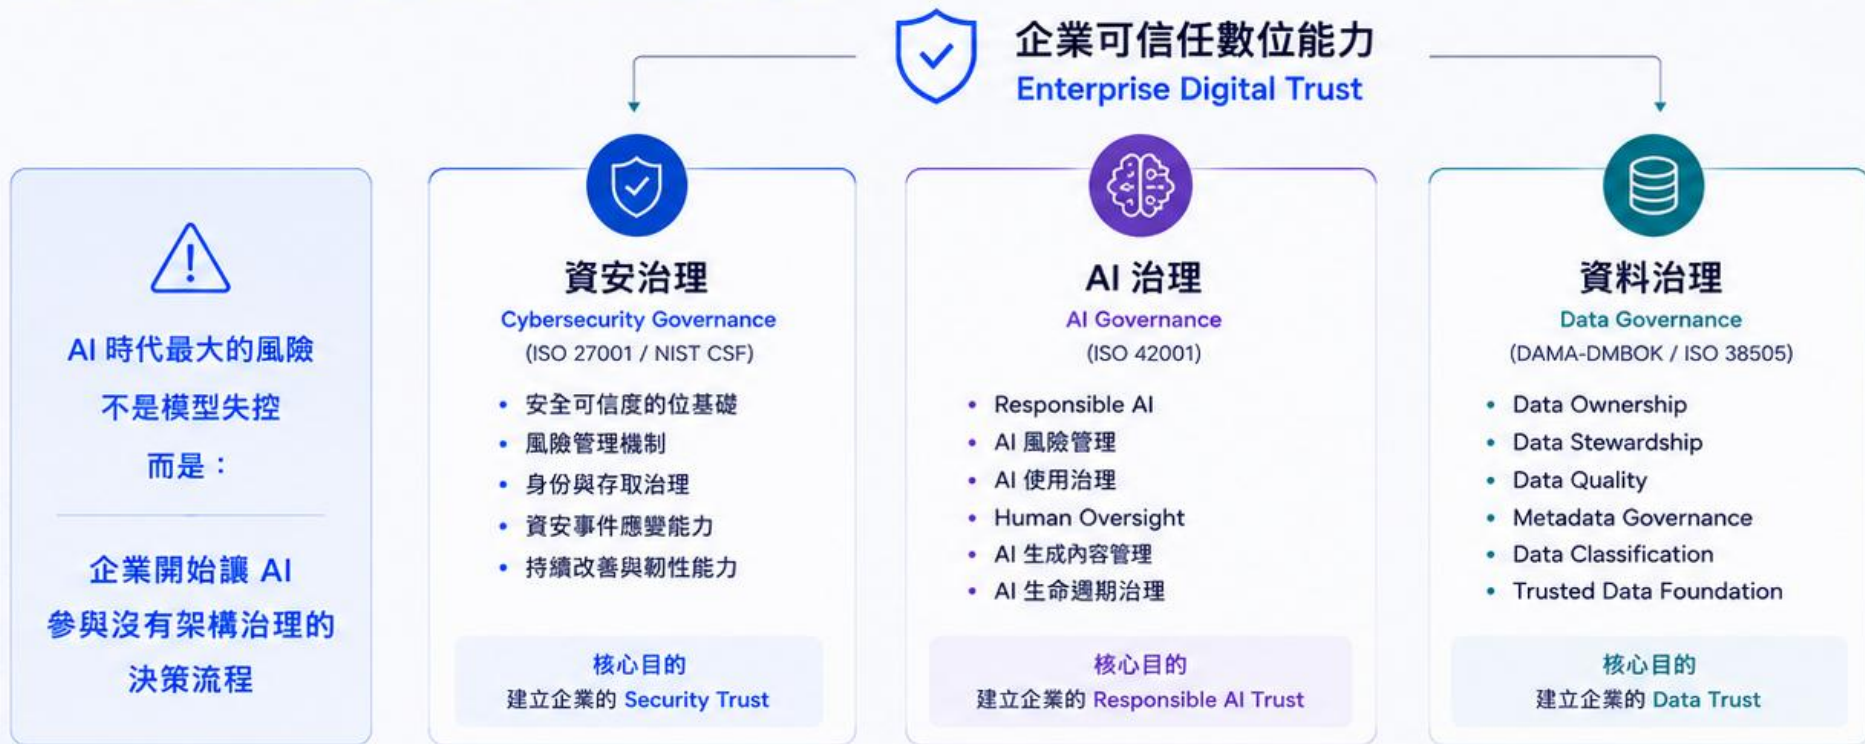 企業可信任數位能力
Enterprise Digital Trust
AI 時代最大的風險
不是模型失控
而是：
企業開始讓 AI
參與沒有架構治理的
決策流程
資安治理
Cybersecurity Governance
(ISO 27001 / NIST CSF)
• 安全可信度的位基礎
• 風險管理機制
• 身份與存取治理
• 資安事件應變能力
• 持續改善與韌性能力
核心目的
建立企業的 Security Trust
AI 治理
AI Governance
(ISO 42001)
• Responsible AI
• AI 風險管理
• AI 使用治理
• Human Oversight
• AI 生成內容管理
• AI 生命週期治理
核心目的
建立企業的 Responsible AI Trust
資料治理
Data Governance
(DAMA-DMBOK / ISO 38505)
• Data Ownership
• Data Stewardship
• Data Quality
• Metadata Governance
• Data Classification
• Trusted Data Foundation
核心目的
建立企業的 Data Trust